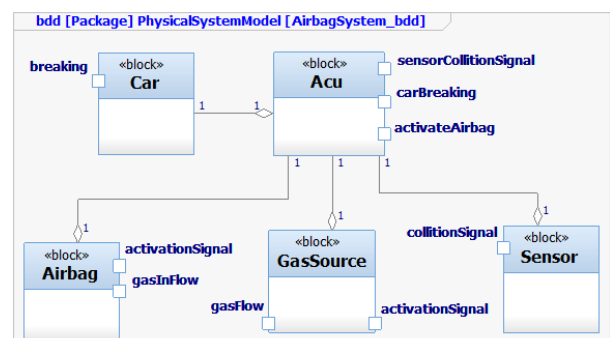 bdd [Package] PhysicalSystemModel [AirbagSystem_bdd]
breaking
«block»
Car
1
1
«block»
Acu
sensorCollitionSignal
carBreaking
activateAirbag
1
1
1
1
1
1
«block»
Airbag
activationSignal
gasInFlow
«block»
GasSource
gasFlow
activationSignal
collitionSignal
«block»
Sensor